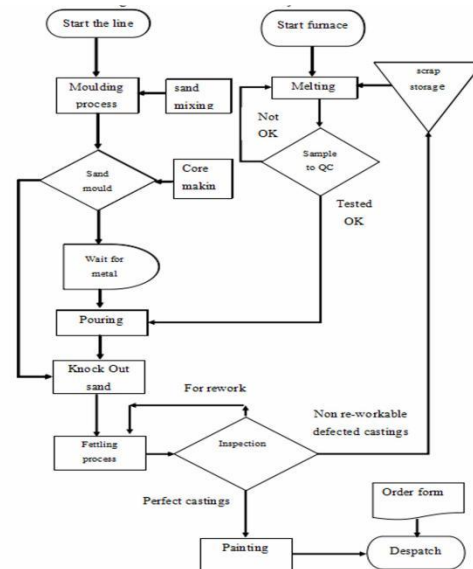 Start the line
Start furnace
Moulding
process
sand
mixing
Melting
scrap
storage
Not
OK
Sand
mould
Core
makin
Sample
to QC
Tested
OK
Wait for
metal
Pouring
Knock Out
sand
For rework
Fettling
process
Inspection
Non re-workable
defected castings
Perfect castings
Order form
Painting
Despatch